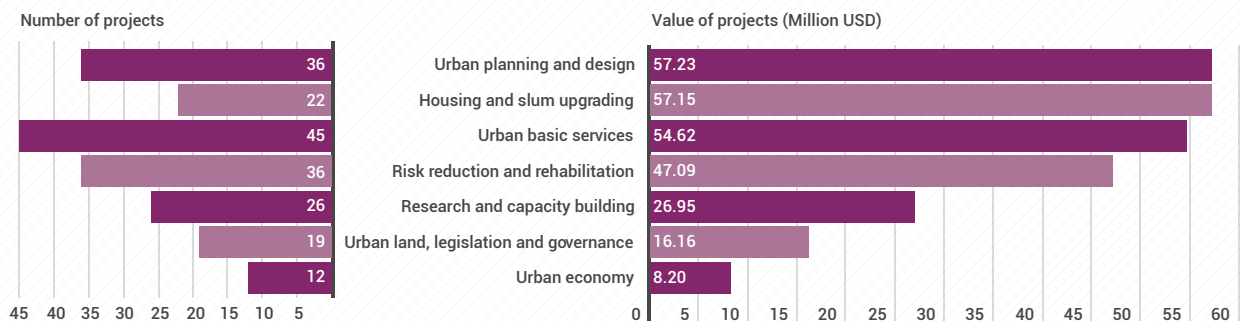 Number of projects Value of projects (Million USD)
36 Urban planning and design 57.23
22 Housing and slum upgrading 57.15
45 Urban basic services 54.62
36 Risk reduction and rehabilitation 47.09
26 Research and capacity building 26.95
19 Urban land, legislation and governance 16.16
12 Urban economy 8.20
45 40 35 30 25 20 15 10 5 0 5 10 15 20 25 30 35 40 45 50 55 60